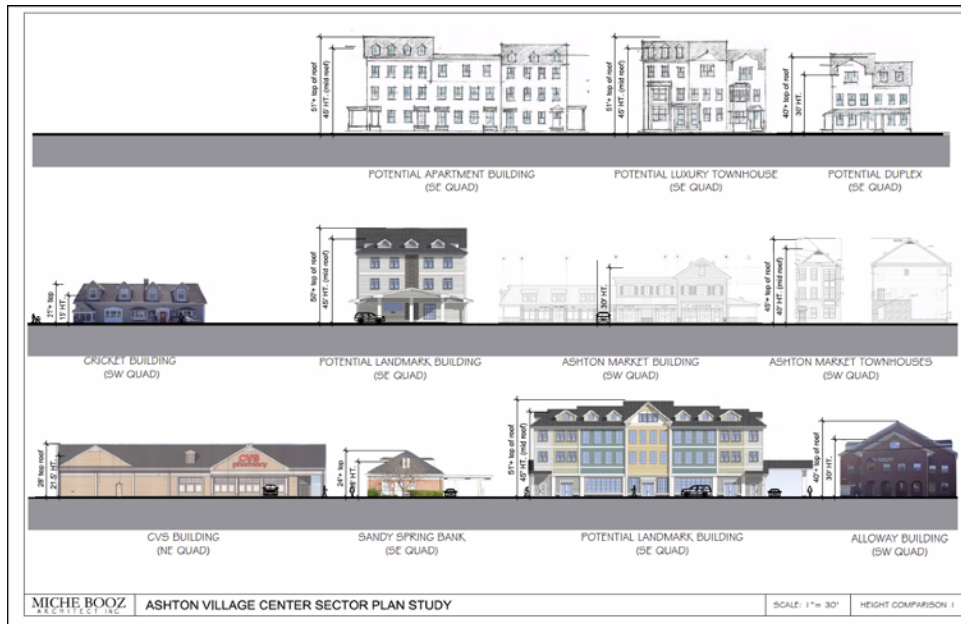 51'+ top of roof
45' HT. (mid roof)
51'+ top of roof
45' HT. (mid roof)
40'+ top of roof
30' HT.
POTENTIAL APARTMENT BUILDING
(SE QUAD)
POTENTIAL LUXURY TOWNHOUSE
(SE QUAD)
POTENTIAL DUPLEX
(SE QUAD)
21'+ top
15' HT.
50'+ top of roof
45' HT. (mid roof)
30' HT.
45'+ top of roof
40' HT. (mid roof)
CRICKET BUILDING
(SW QUAD)
POTENTIAL LANDMARK BUILDING
(SE QUAD)
ASHTON MARKET BUILDING
(SW QUAD)
ASHTON MARKET TOWNHOUSES
(SW QUAD)
28' top roof
21.5' HT.
CVS
pharmacy
24'+ top
HT.
51'+ top of roof
45' HT. (mid roof)
40'+ top of roof
30' HT.
CVS BUILDING
(NE QUAD)
SANDY SPRING BANK
(SE QUAD)
POTENTIAL LANDMARK BUILDING
(SE QUAD)
ALLOWAY BUILDING
(SW QUAD)
MICHE BOOZ
ARCHITECT INC.
ASHTON VILLAGE CENTER SECTOR PLAN STUDY
SCALE: 1"= 30'
HEIGHT COMPARISON 1